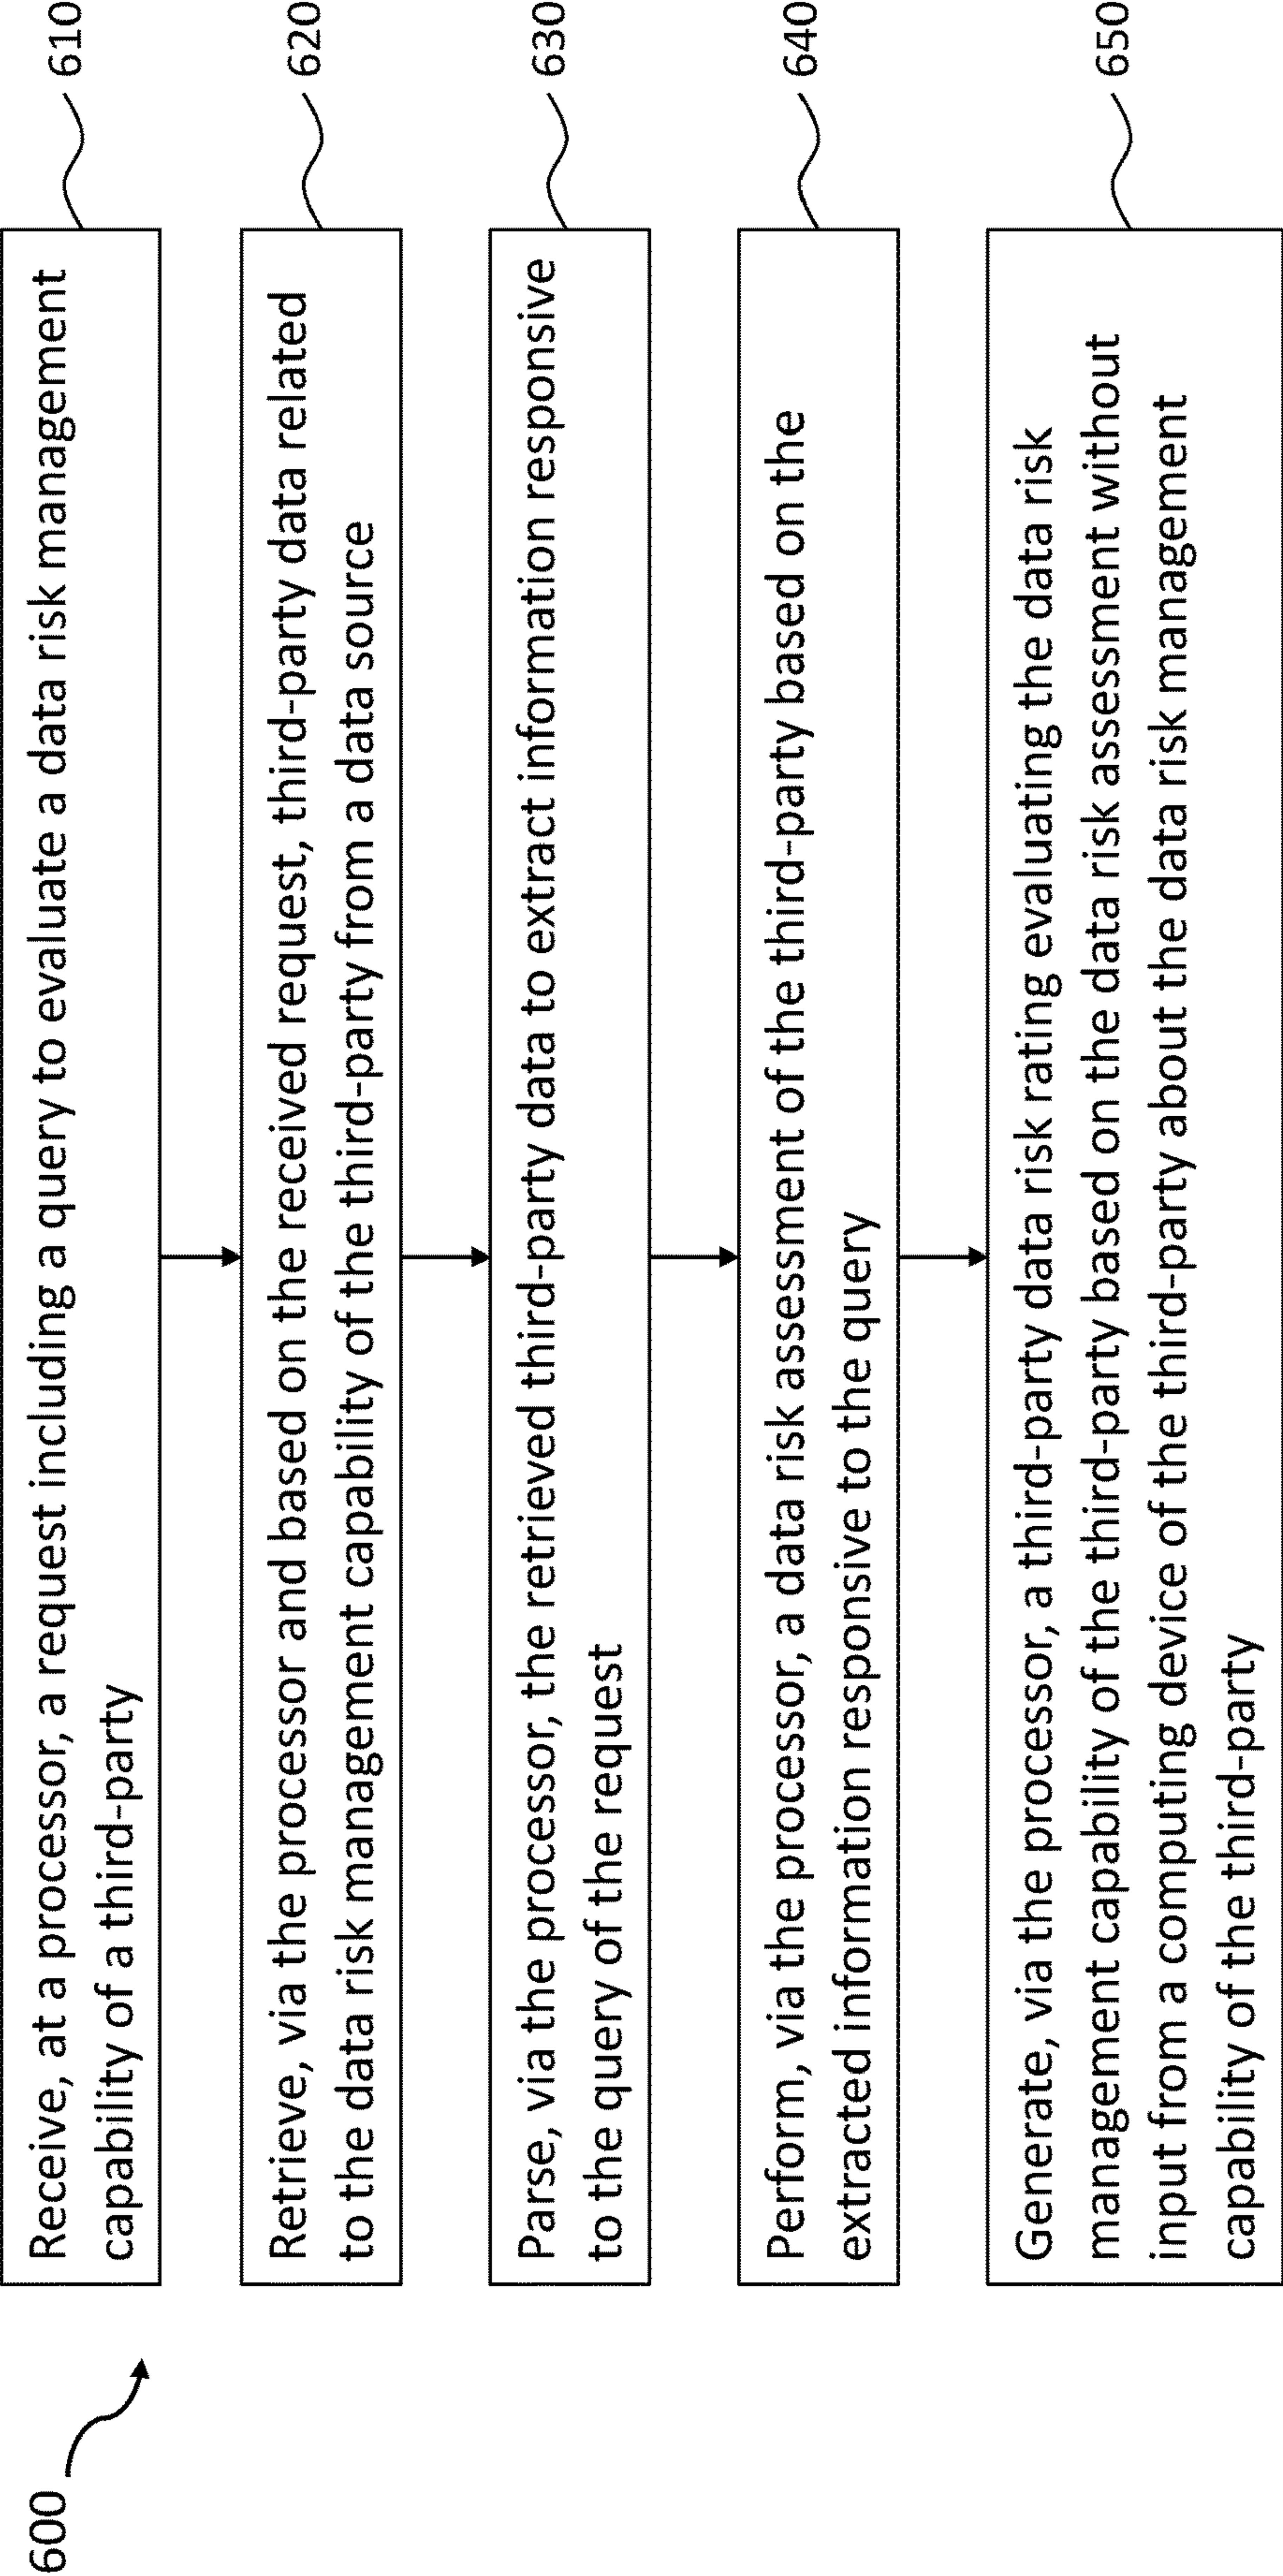 600
Receive, at a processor, a request including a query to evaluate a data risk management
capability of a third-party
610
Retrieve, via the processor and based on the received request, third-party data related
to the data risk management capability of the third-party from a data source
620
Parse, via the processor, the retrieved third-party data to extract information responsive
to the query of the request
630
Perform, via the processor, a data risk assessment of the third-party based on the
extracted information responsive to the query
640
Generate, via the processor, a third-party data risk rating evaluating the data risk
management capability of the third-party based on the data risk assessment without
input from a computing device of the third-party about the data risk management
capability of the third-party
650